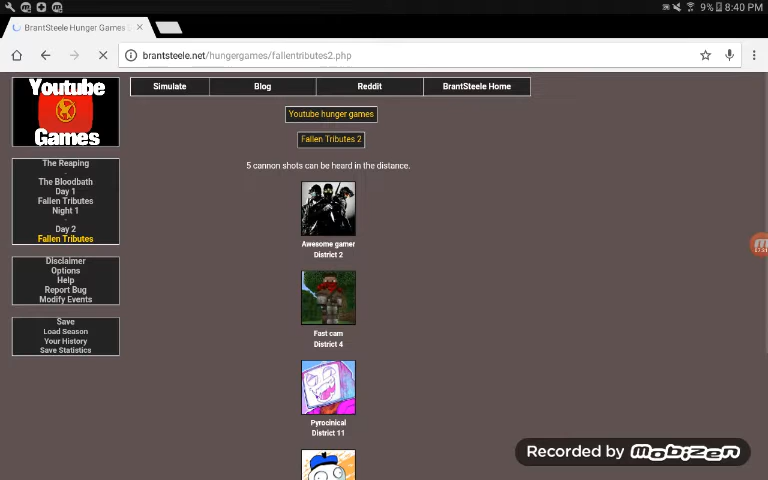 9% 8:40 PM
BrantSteele Hunger Games
brantsteele.net/hungergames/fallentributes2.php
Youtube
Games
Simulate
Blog
Reddit
BrantSteele Home
Youtube hunger games
Fallen Tributes 2
The Reaping
-
The Bloodbath
Day 1
Fallen Tributes
Night 1
-
Day 2
Fallen Tributes
Disclaimer
Options
Help
Report Bug
Modify Events
Save
Load Season
Your History
Save Statistics
5 cannon shots can be heard in the distance.
Awesome gamer
District 2
Fast cam
District 4
Pyrocinical
District 11
Recorded by Mobizen